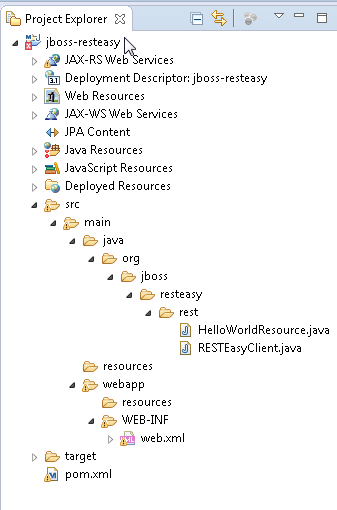 Project Explorer
jboss-resteasy
JAX-RS Web Services
Deployment Descriptor: jboss-resteasy
Web Resources
JAX-WS Web Services
JPA Content
Java Resources
JavaScript Resources
Deployed Resources
src
main
java
org
jboss
resteasy
rest
HelloWorldResource.java
RESTEasyClient.java
resources
webapp
resources
WEB-INF
web.xml
target
pom.xml